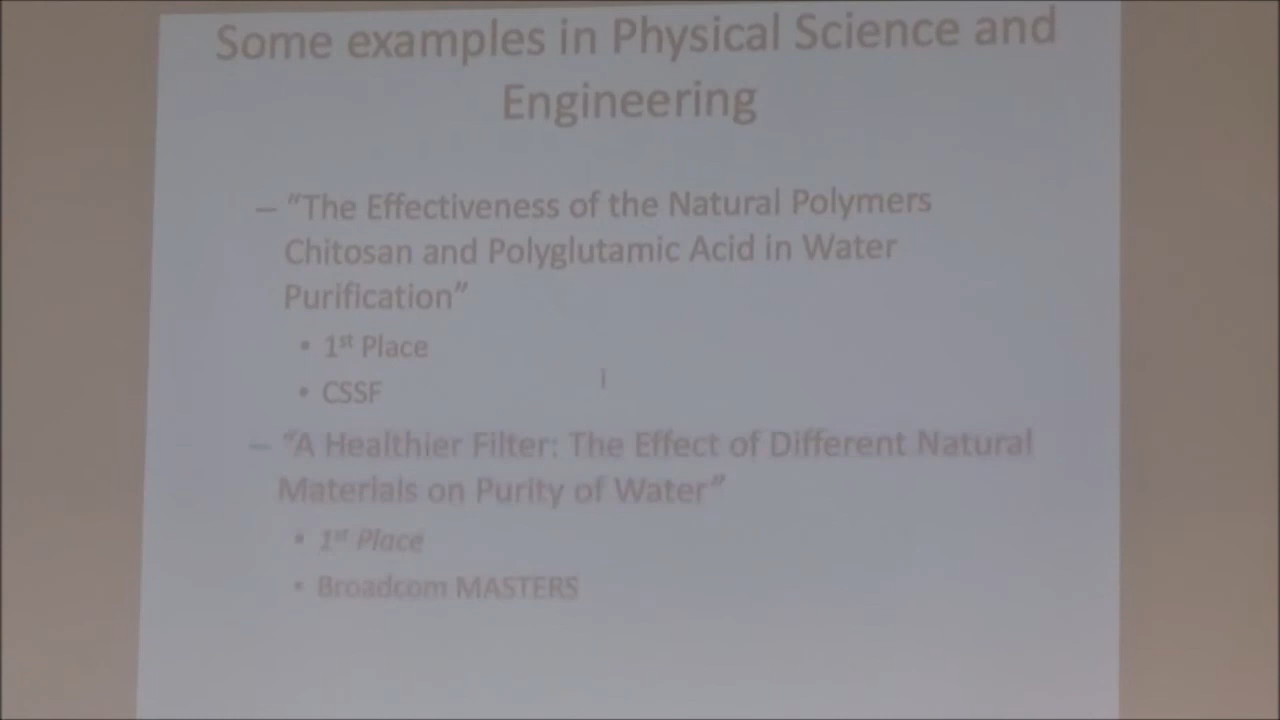 Some examples in Physical Science and
Engineering
– “The Effectiveness of the Natural Polymers
Chitosan and Polyglutamic Acid in Water
Purification”
• 1st Place
• CSSF
– “A Healthier Filter: The Effect of Different Natural
Materials on Purity of Water”
• 1st Place
• Broadcom MASTERS